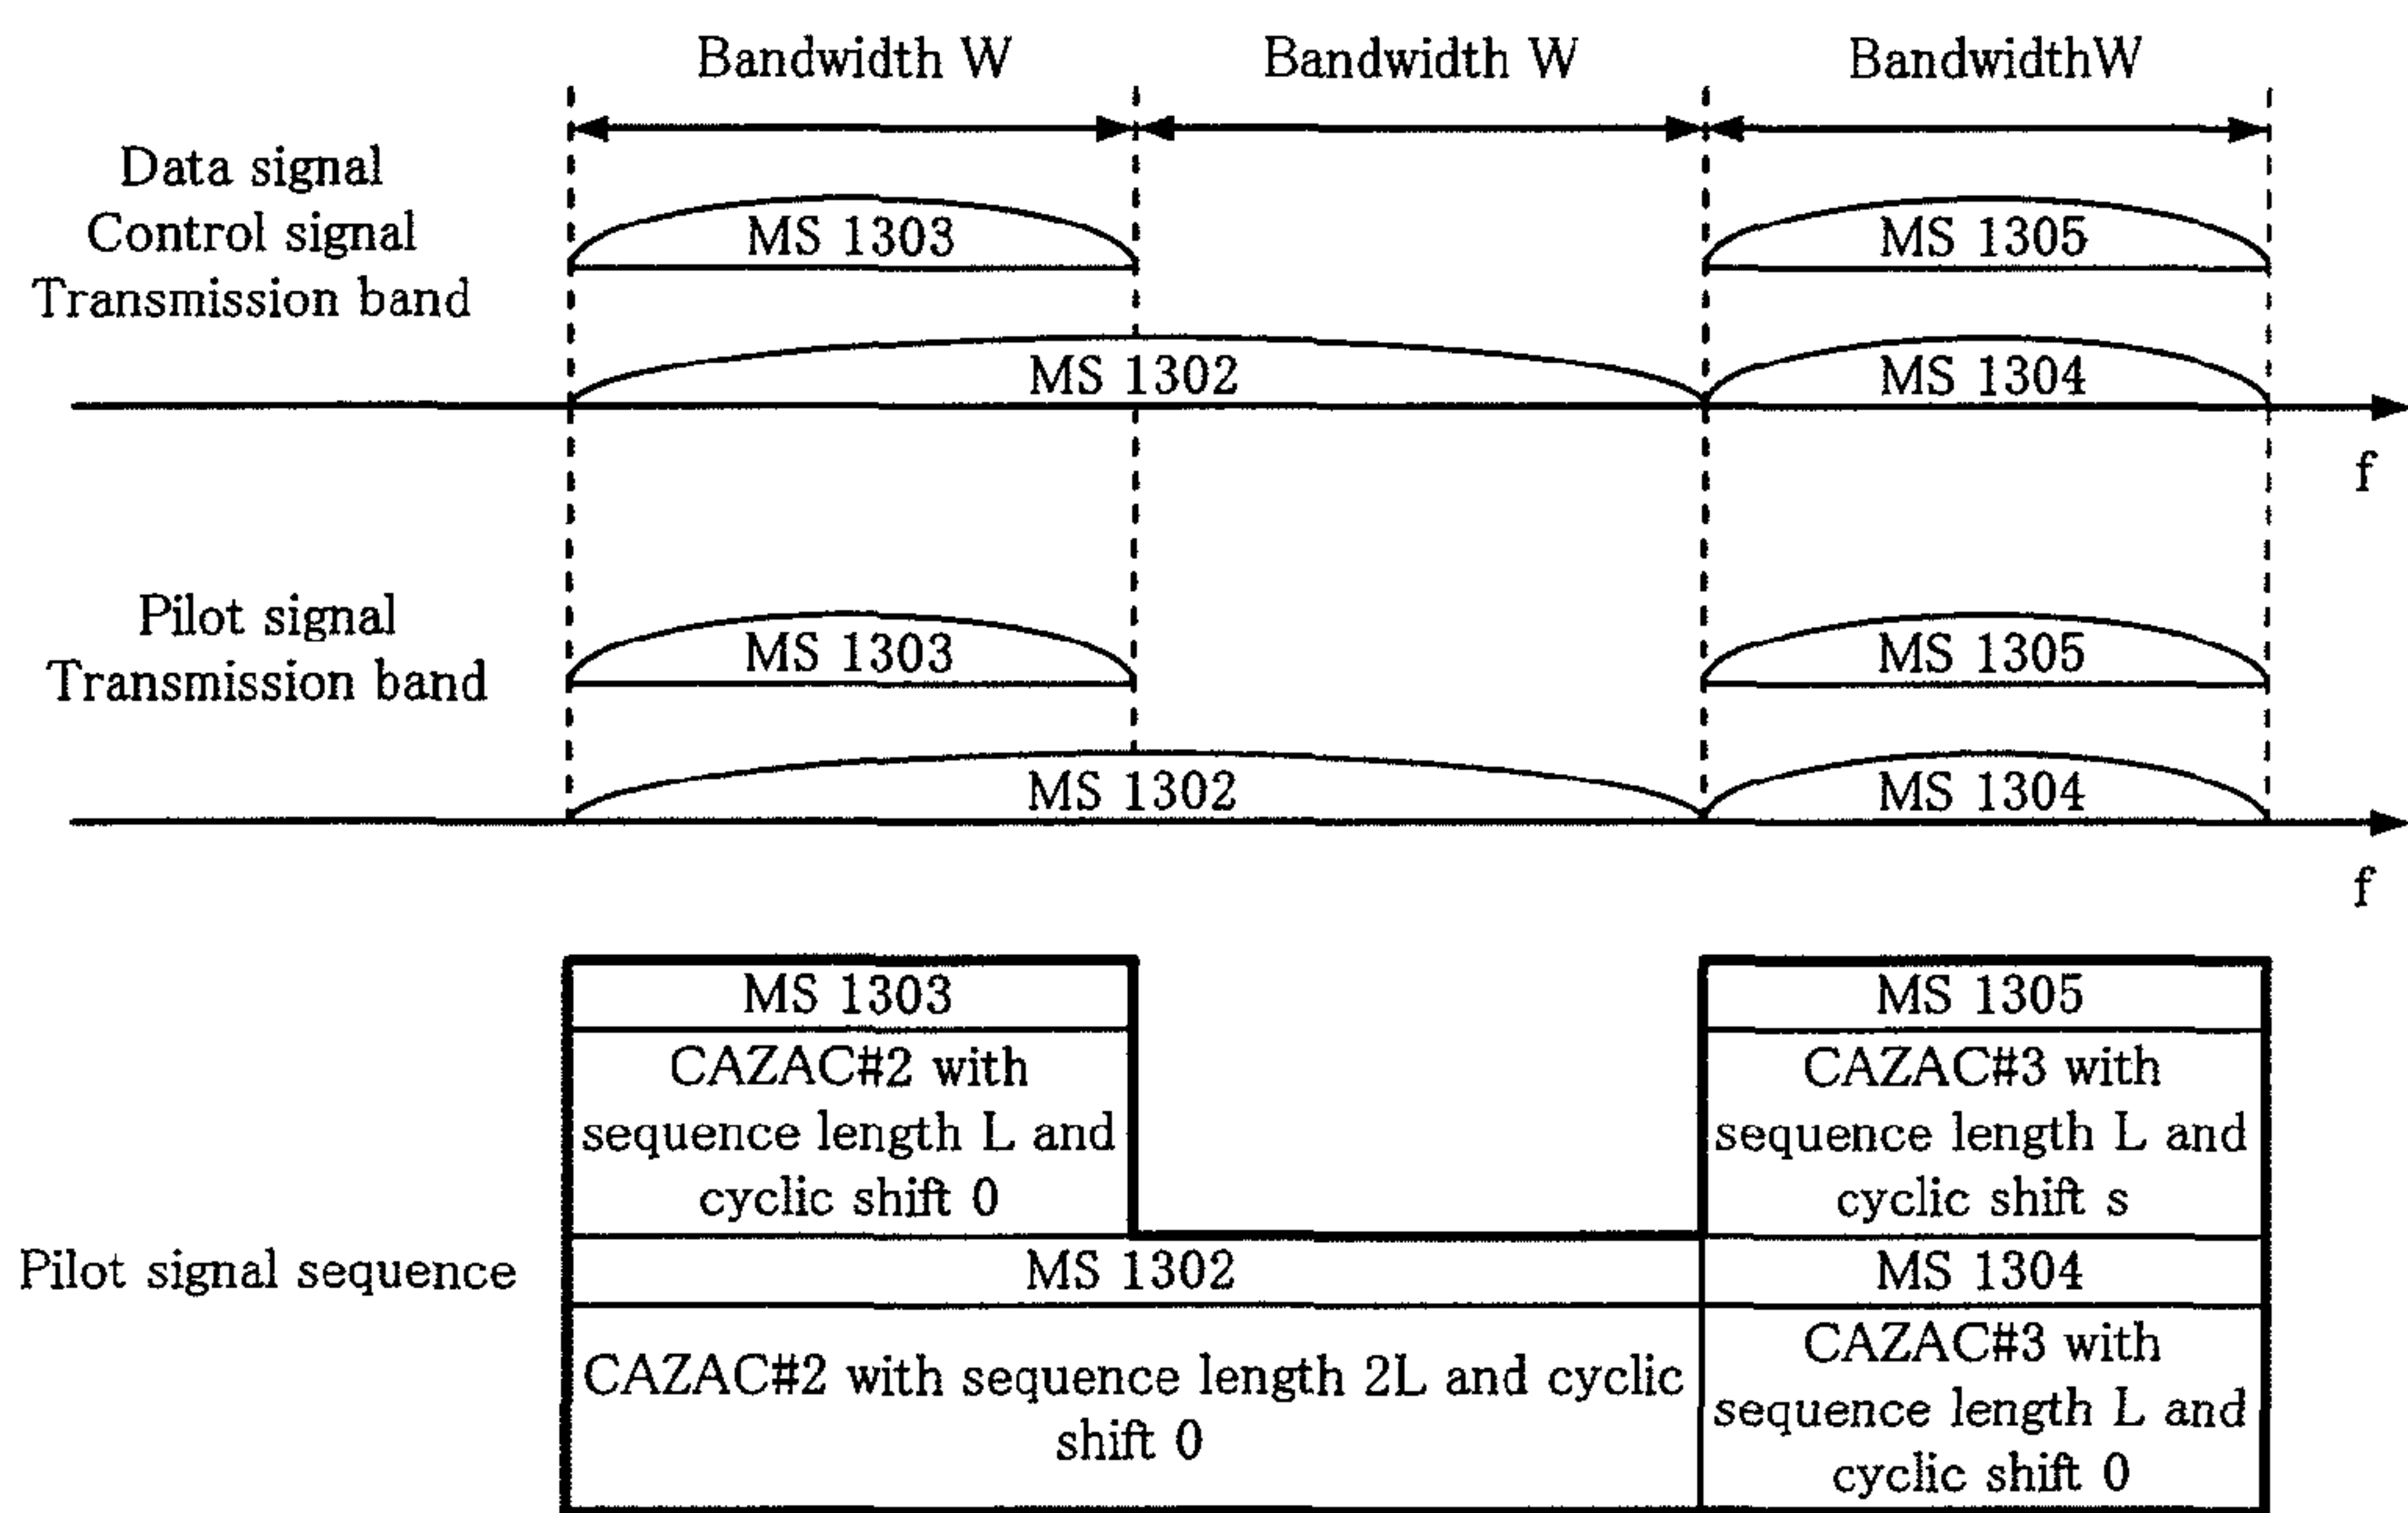 Bandwidth W Bandwidth W BandwidthW
Data signal
Control signal
Transmission band
MS 1303 MS 1305
MS 1302 MS 1304
f
Pilot signal
Transmission band
MS 1303 MS 1305
MS 1302 MS 1304
f
Pilot signal sequence
MS 1303
CAZAC#2 with
sequence length L and
cyclic shift 0
MS 1305
CAZAC#3 with
sequence length L and
cyclic shift s
MS 1302
CAZAC#2 with sequence length 2L and cyclic
shift 0
MS 1304
CAZAC#3 with
sequence length L and
cyclic shift 0